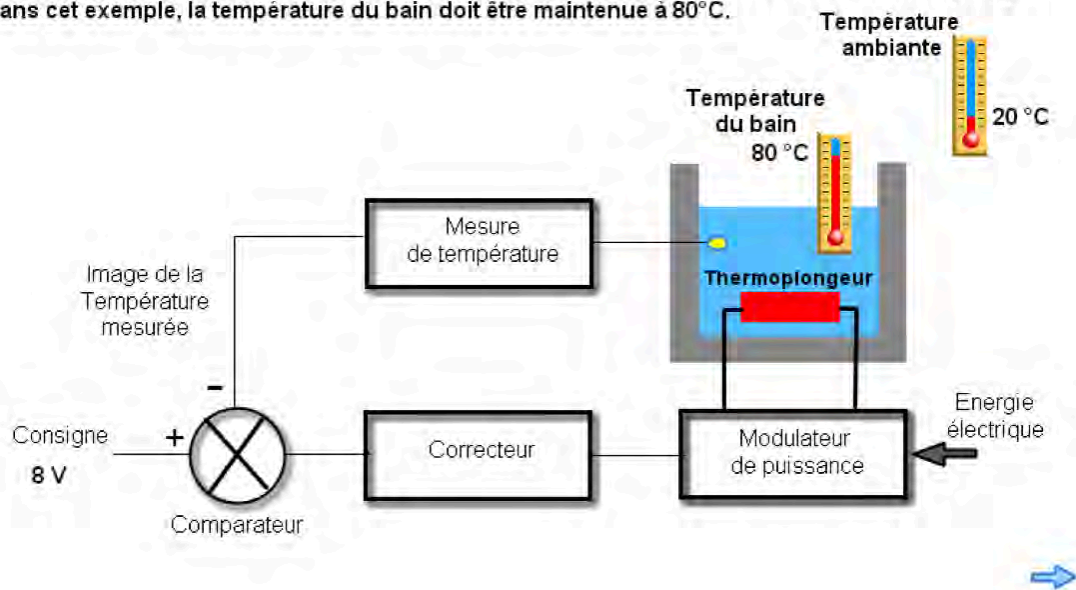 ans cet exemple, la température du bain doit être maintenue à 80°C.
Température
ambiante
20 °C
Température
du bain
80 °C
Mesure
de température
Thermoplongeur
Image de la
Température
mesurée
-
Consigne
+
8 V
Comparateur
Correcteur
Modulateur
de puissance
Energie
électrique